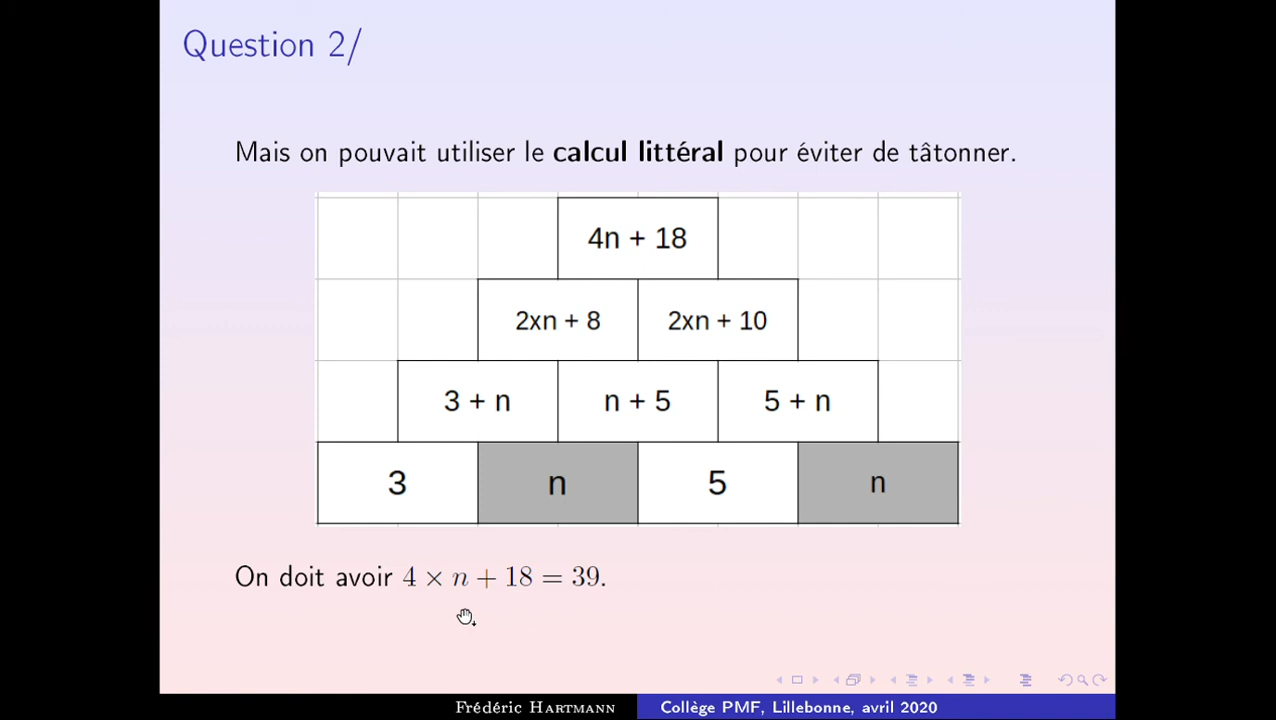 Question 2/
Mais on pouvait utiliser le calcul littéral pour éviter de tâtonner.
4n + 18
2xn + 8 2xn + 10
3 + n n + 5 5 + n
3 n 5 n
On doit avoir 4 × n + 18 = 39.
Frédéric Hartmann Collège PMF, Lillebonne, avril 2020